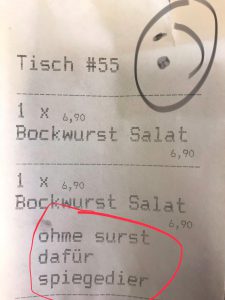 Tisch #55
1 x 6,90
Bockwurst Salat
6,90
1 x 6,90
Bockwurst Salat
6,90
ohme surst
dafür
spiegedier